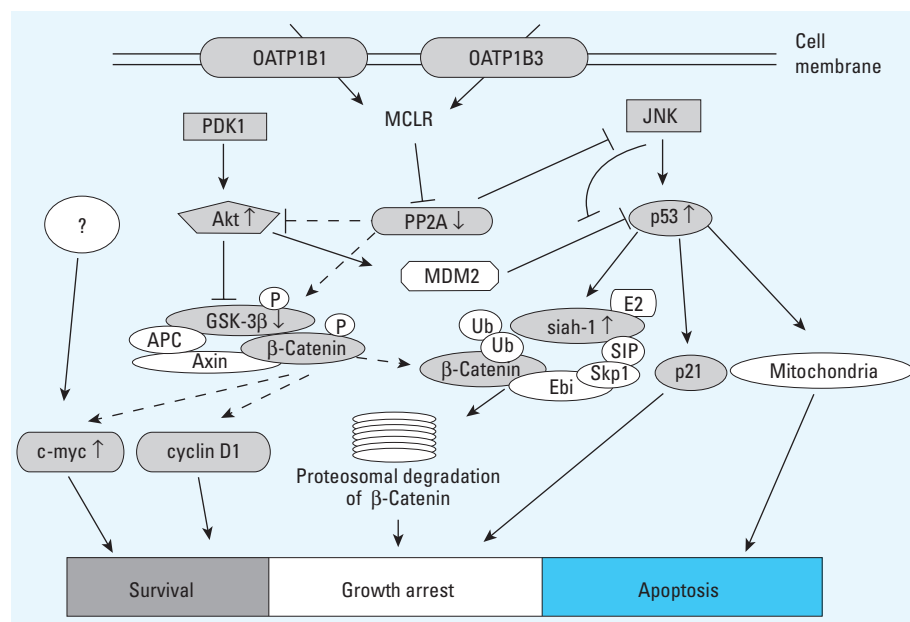 OATP1B1
OATP1B3
Cell
membrane
PDK1
MCLR
JNK
?
Akt ↑
PP2A ↓
p53 ↑
MDM2
P
GSK-3β ↓
P
APC
β-Catenin
Axin
E2
Ub
siah-1 ↑
Ub
SIP
β-Catenin
Skp1
Ebi
p21
Mitochondria
c-myc ↑
cyclin D1
Proteosomal degradation
of β-Catenin
Survival
Growth arrest
Apoptosis